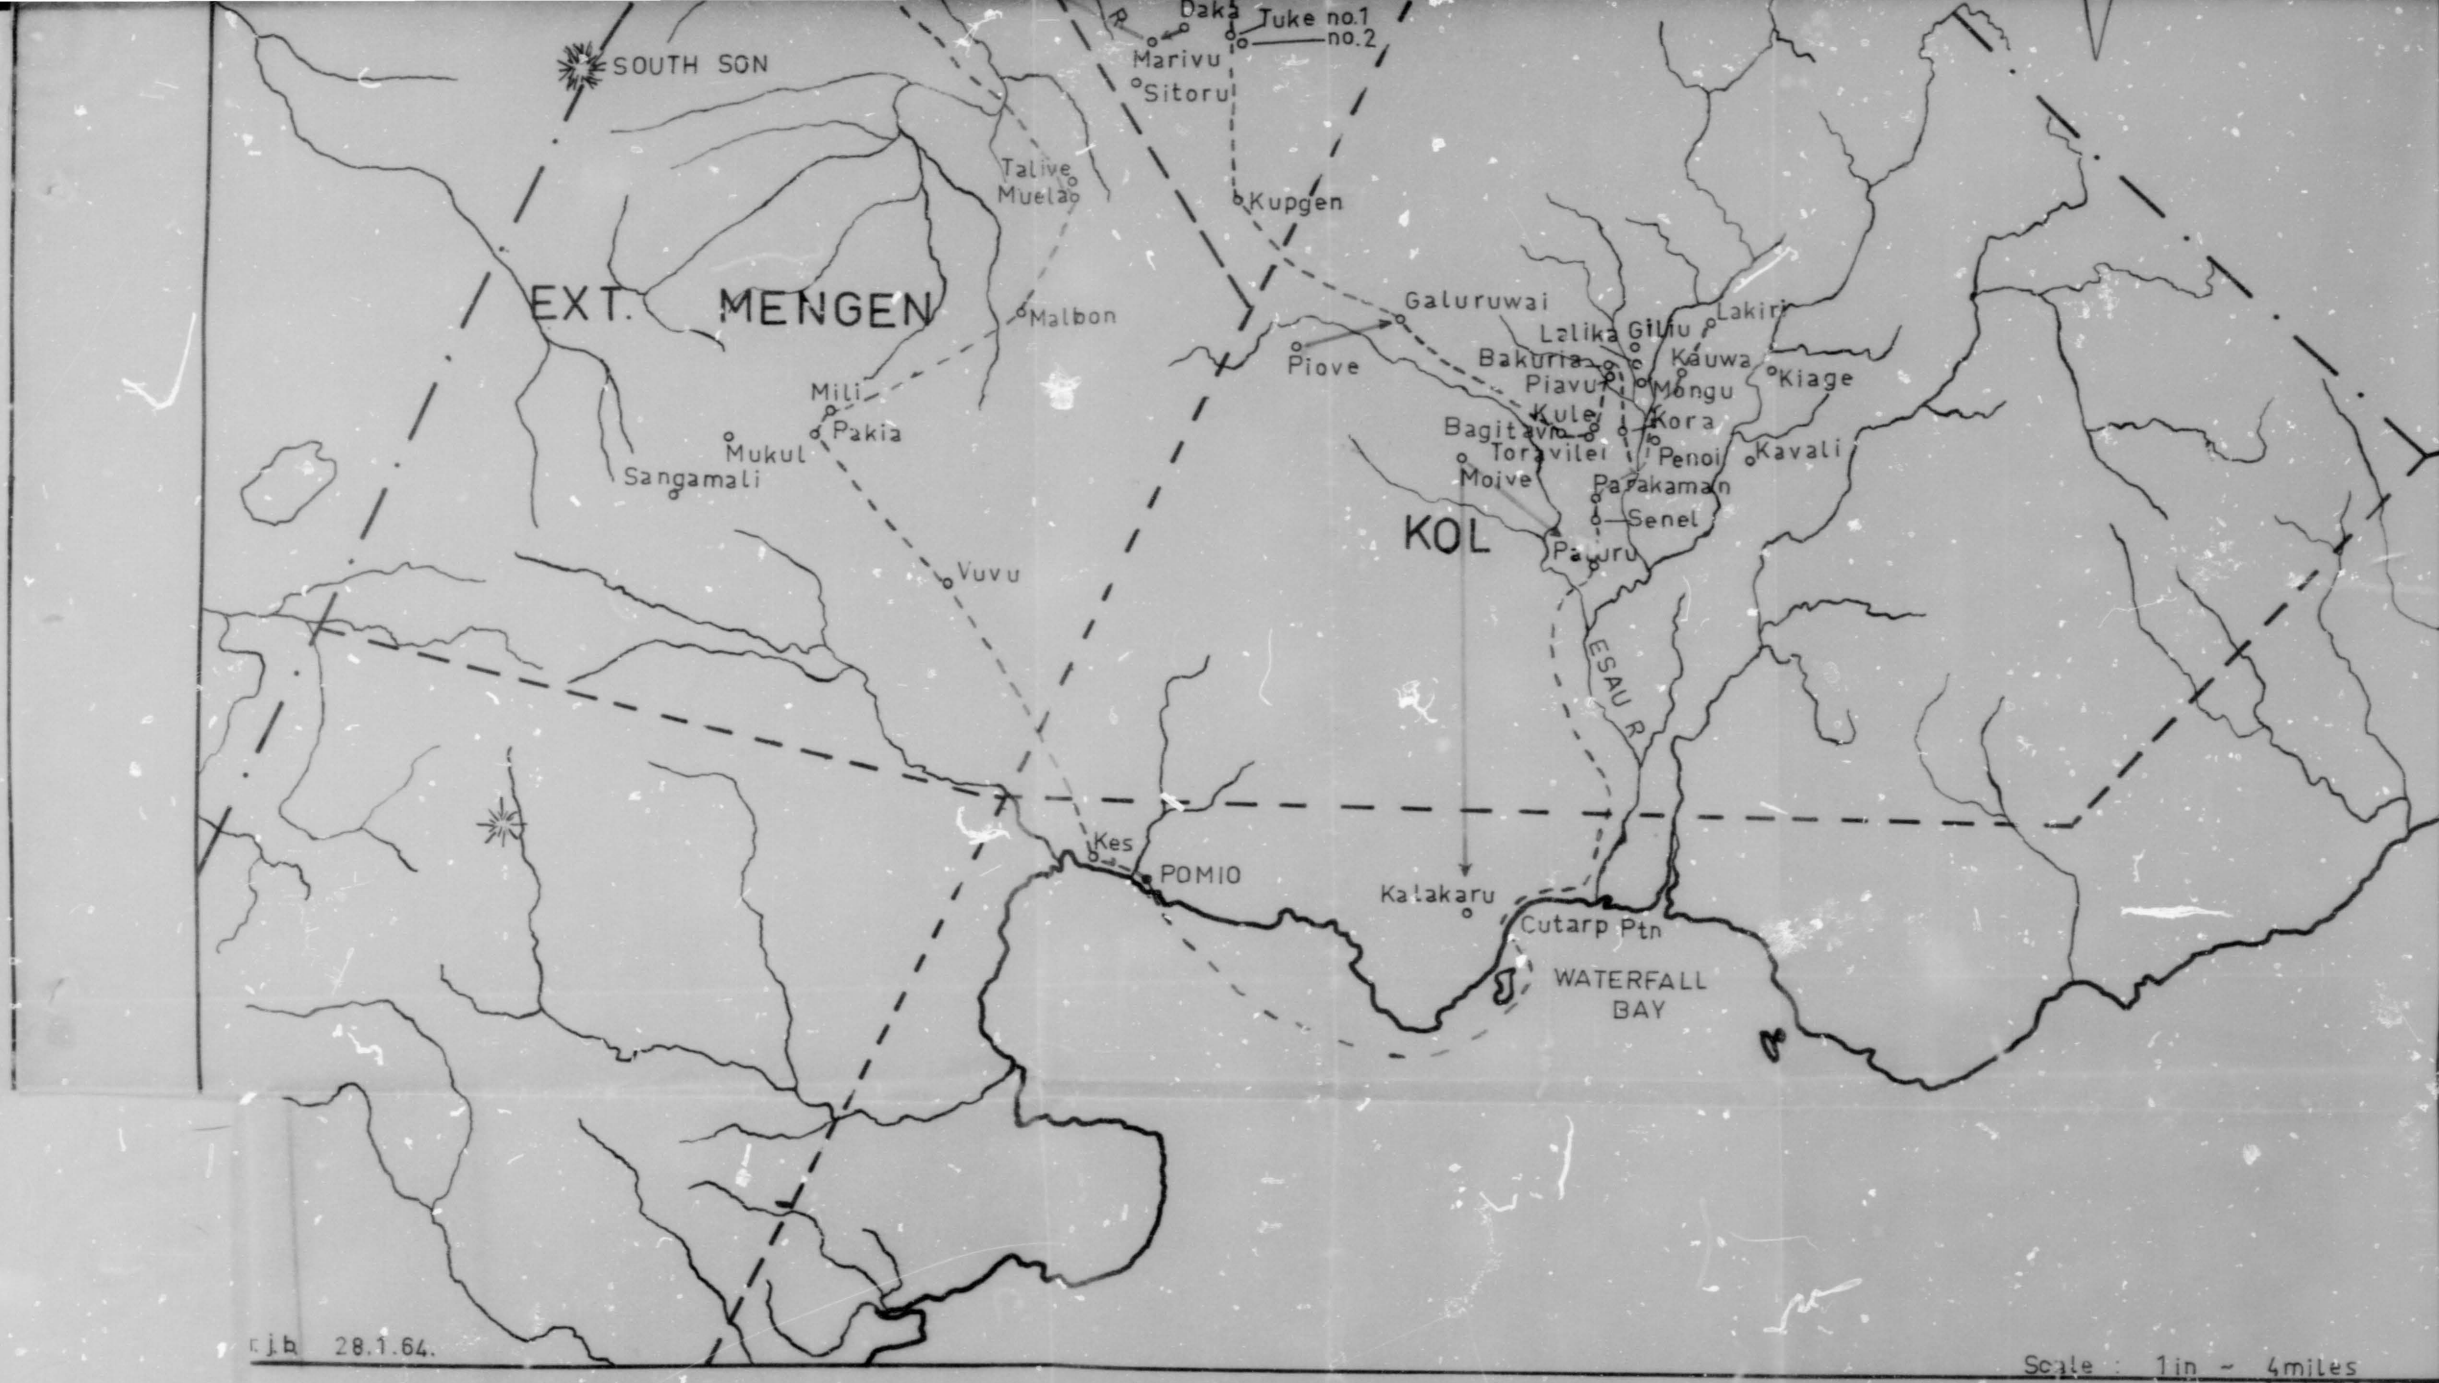 R
Daka
Tuke no.1
no.2
SOUTH SON
Marivu
Sitoru
Talive
Muela
Kupgen
EXT. MENGEN
Malbon
Galuruwai
Lakiri
Lalika Giliu
Bakuria
Kauwa
Piove
Piavu
Mongu
Kiage
Mili
Kule
Kora
Pakia
Bagitavi
Mukul
Toravilei
Penoi
Kavali
Sangamali
Moive
Parakaman
KOL
Senel
Vuvu
ESAU R
Kes
POMIO
Kalakaru
Cutarp Ptn
WATERFALL
BAY
r.j.b 28.1.64.
Scale : 1in ~ 4miles